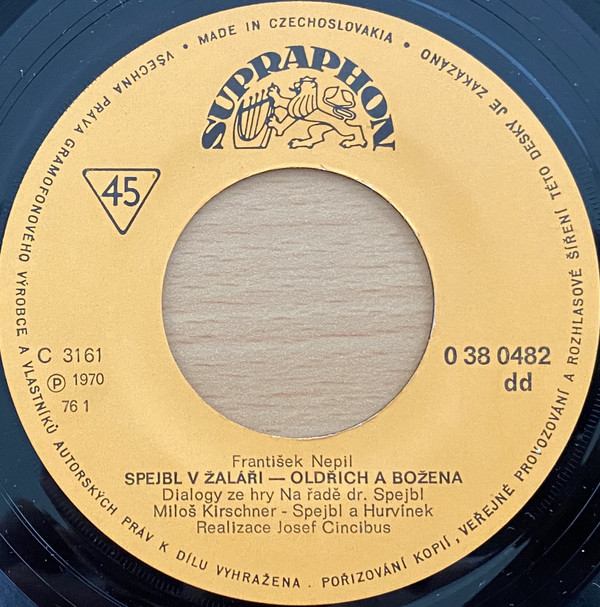 • MADE IN CZECHOSLOVAKIA •
SUPRAPHON
45
C 3161
Ⓟ 1970
76 1
0 38 0482
dd
František Nepil
SPEJBL V ŽALÁŘI — OLDŘICH A BOŽENA
Dialogy ze hry Na řadě dr. Spejbl
Miloš Kirschner - Spejbl a Hurvínek
Realizace Josef Cincibus
VŠECHNA PRÁVA GRAMOFONOVÉHO VÝROBCE A VLASTNÍKŮ AUTORSKÝCH PRÁV K DÍLU VYHRAŽENA . POŘIZOVÁNÍ KOPIÍ , VEŘEJNÉ PROVOZOVÁNÍ A ROZHLASOVÉ ŠÍŘENÍ TÉTO DESKY JE ZAKÁZÁNO